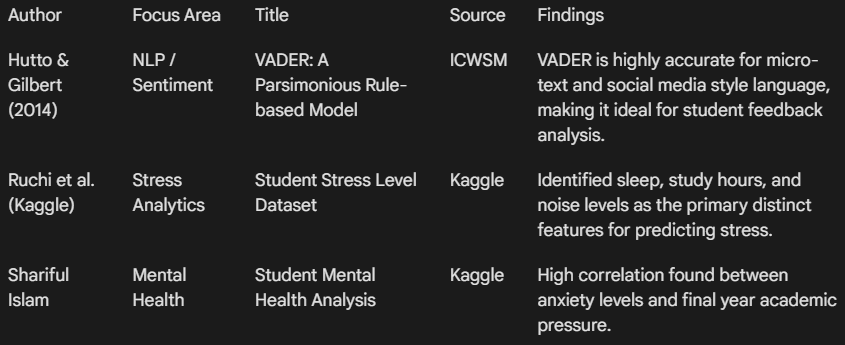 Author Focus Area Title Source Findings
Hutto & NLP / VADER: A ICWSM VADER is highly accurate for micro-
Gilbert Sentiment Parsimonious Rule- text and social media style language,
(2014) based Model making it ideal for student feedback
analysis.
Ruchi et al. Stress Student Stress Level Kaggle Identified sleep, study hours, and
(Kaggle) Analytics Dataset noise levels as the primary distinct
features for predicting stress.
Shariful Mental Student Mental Kaggle High correlation found between
Islam Health Health Analysis anxiety levels and final year academic
pressure.